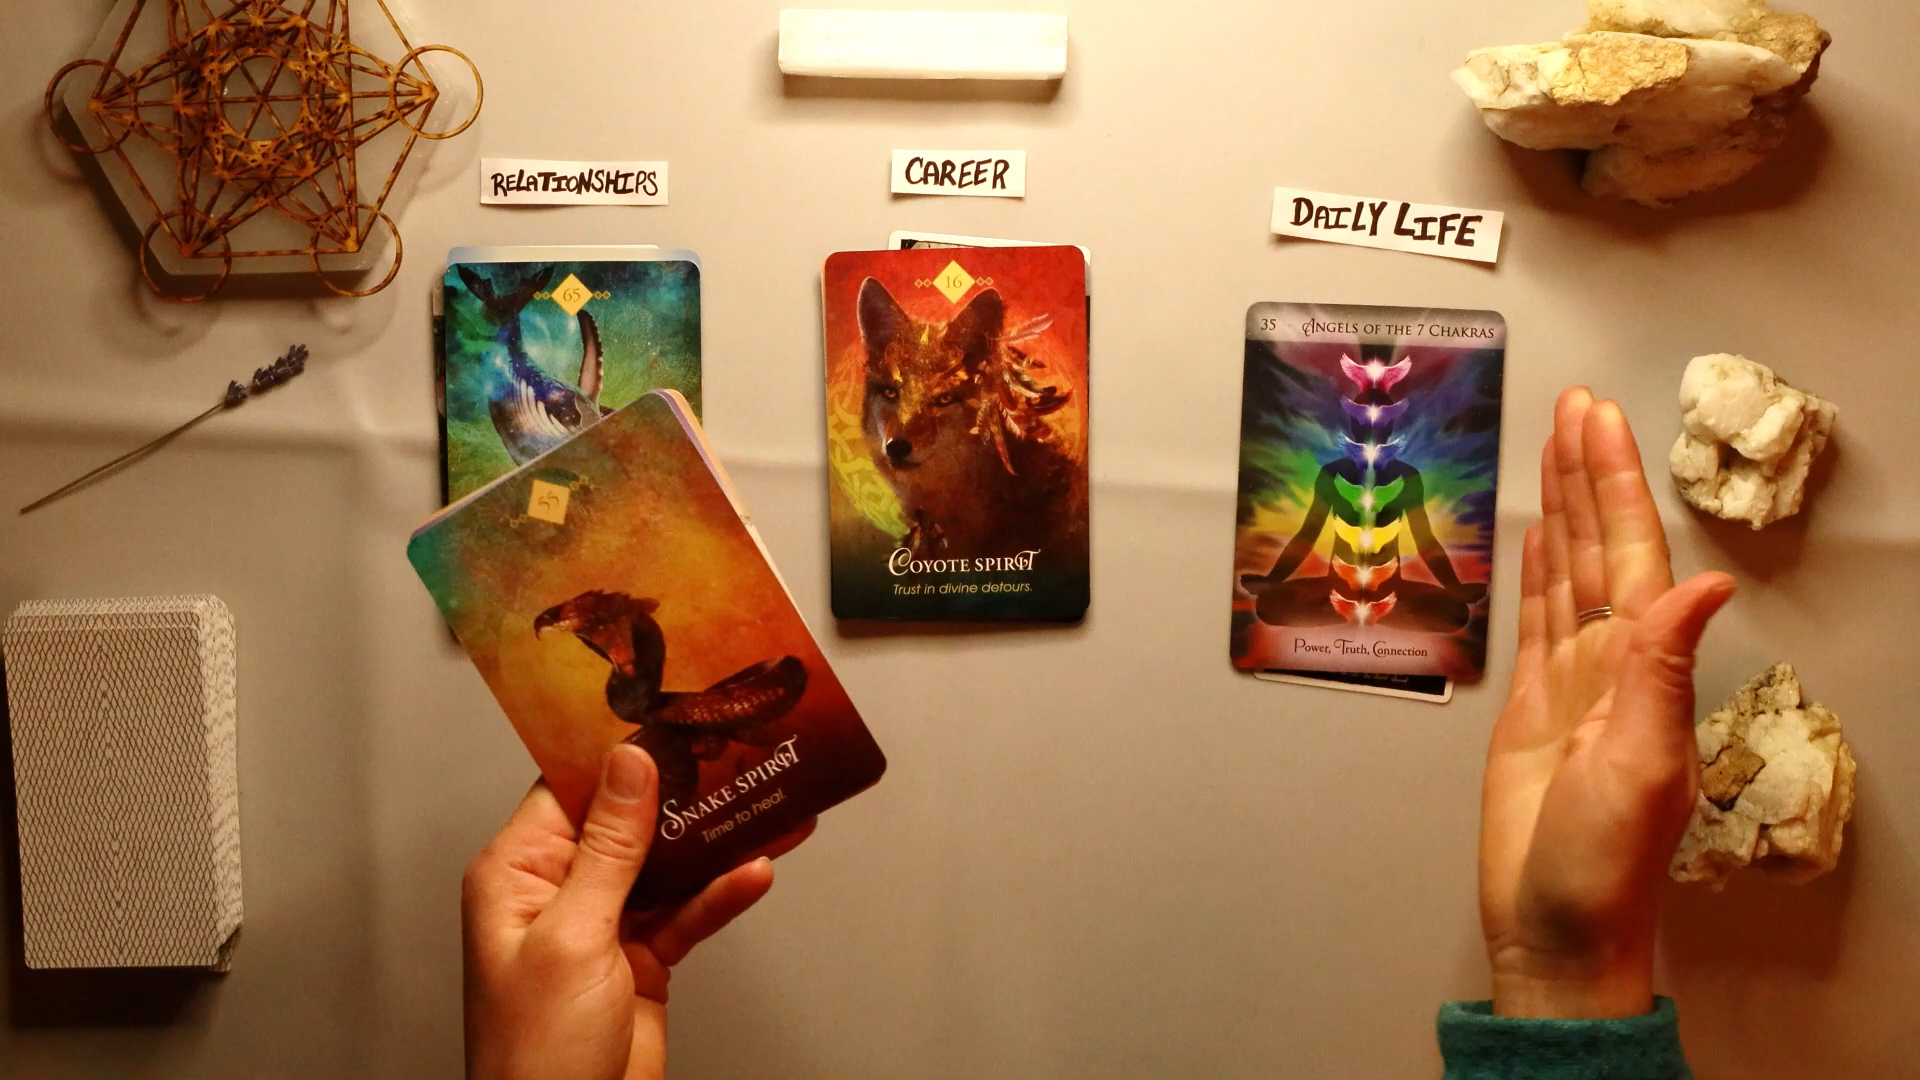 RELATIONSHIPS
CAREER
DAILY LIFE
65
16
COYOTE SPIRIT
Trust in divine detours.
35 ANGELS OF THE 7 CHAKRAS
Power, Truth, Connection
SNAKE SPIRIT
Time to heal.